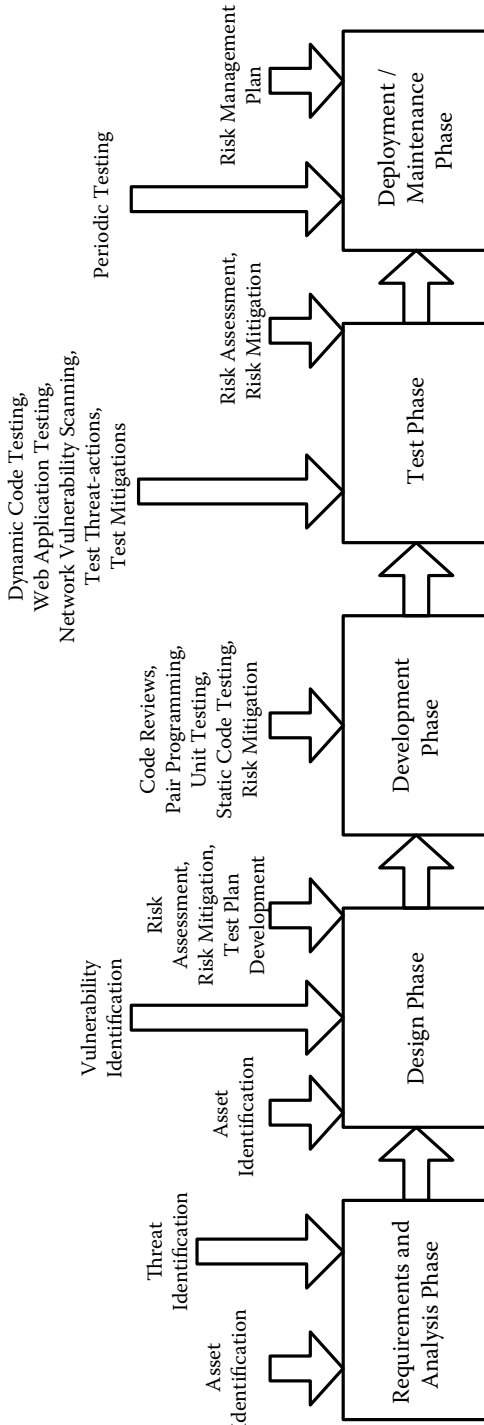 Asset
Identification
Threat
Identification
Requirements and
Analysis Phase
Asset
Identification
Vulnerability
Identification
Risk
Assessment,
Risk Mitigation,
Test Plan
Development
Design Phase
Code Reviews,
Pair Programming,
Unit Testing,
Static Code Testing,
Risk Mitigation
Development
Phase
Dynamic Code Testing,
Web Application Testing,
Network Vulnerability Scanning,
Test Threat-actions,
Test Mitigations
Risk Assessment,
Risk Mitigation
Test Phase
Periodic Testing
Risk Management
Plan
Deployment /
Maintenance
Phase